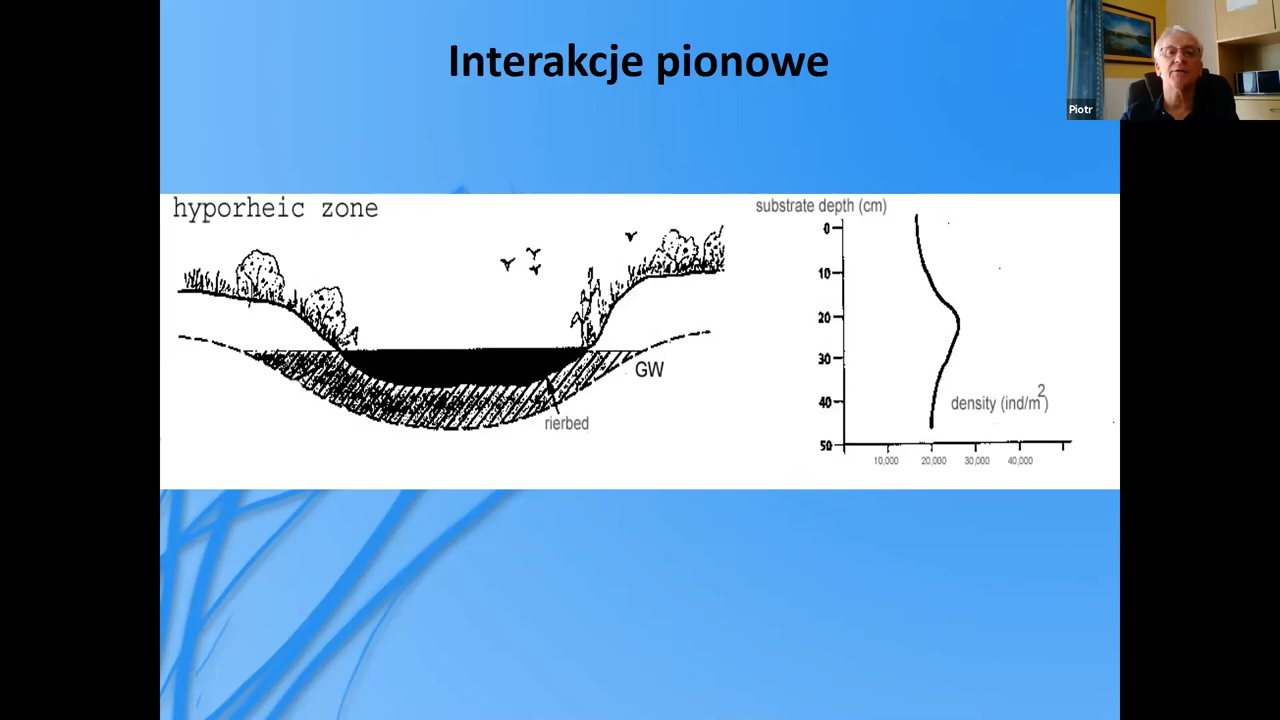 Interakcje pionowe
Piotr
hyporheic zone
GW
rierbed
substrate depth (cm)
0
10
20
30
40
50
density (ind/m2)
10,000 20,000 30,000 40,000